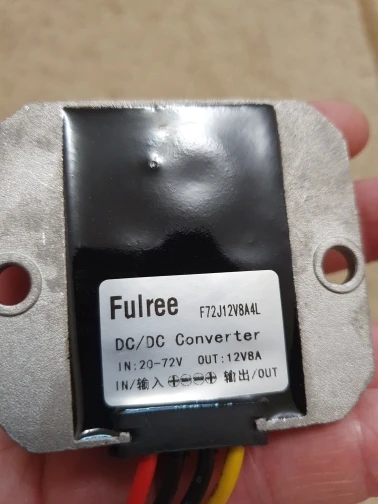 Fulree F72J12V8A4L
DC/DC Converter
IN:20-72V OUT:12V8A
IN/输入 ⊕⊖⊖⊕ 输出/OUT